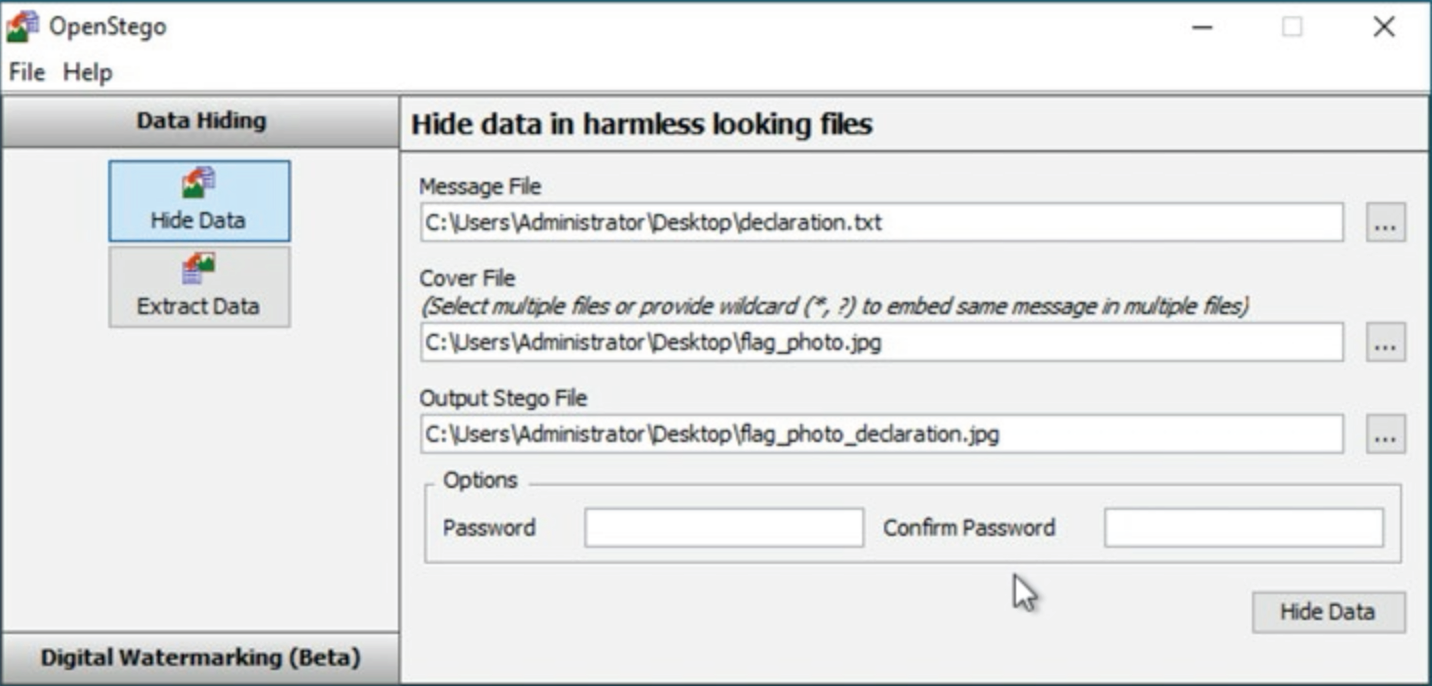 OpenStego
File Help
Data Hiding
Hide Data
Extract Data
Digital Watermarking (Beta)
Hide data in harmless looking files
Message File
C:\Users\Administrator\Desktop\declaration.txt
...
Cover File
(Select multiple files or provide wildcard (*, ?) to embed same message in multiple files)
C:\Users\Administrator\Desktop\flag_photo.jpg
...
Output Stego File
C:\Users\Administrator\Desktop\flag_photo_declaration.jpg
...
Options
Password Confirm Password
Hide Data